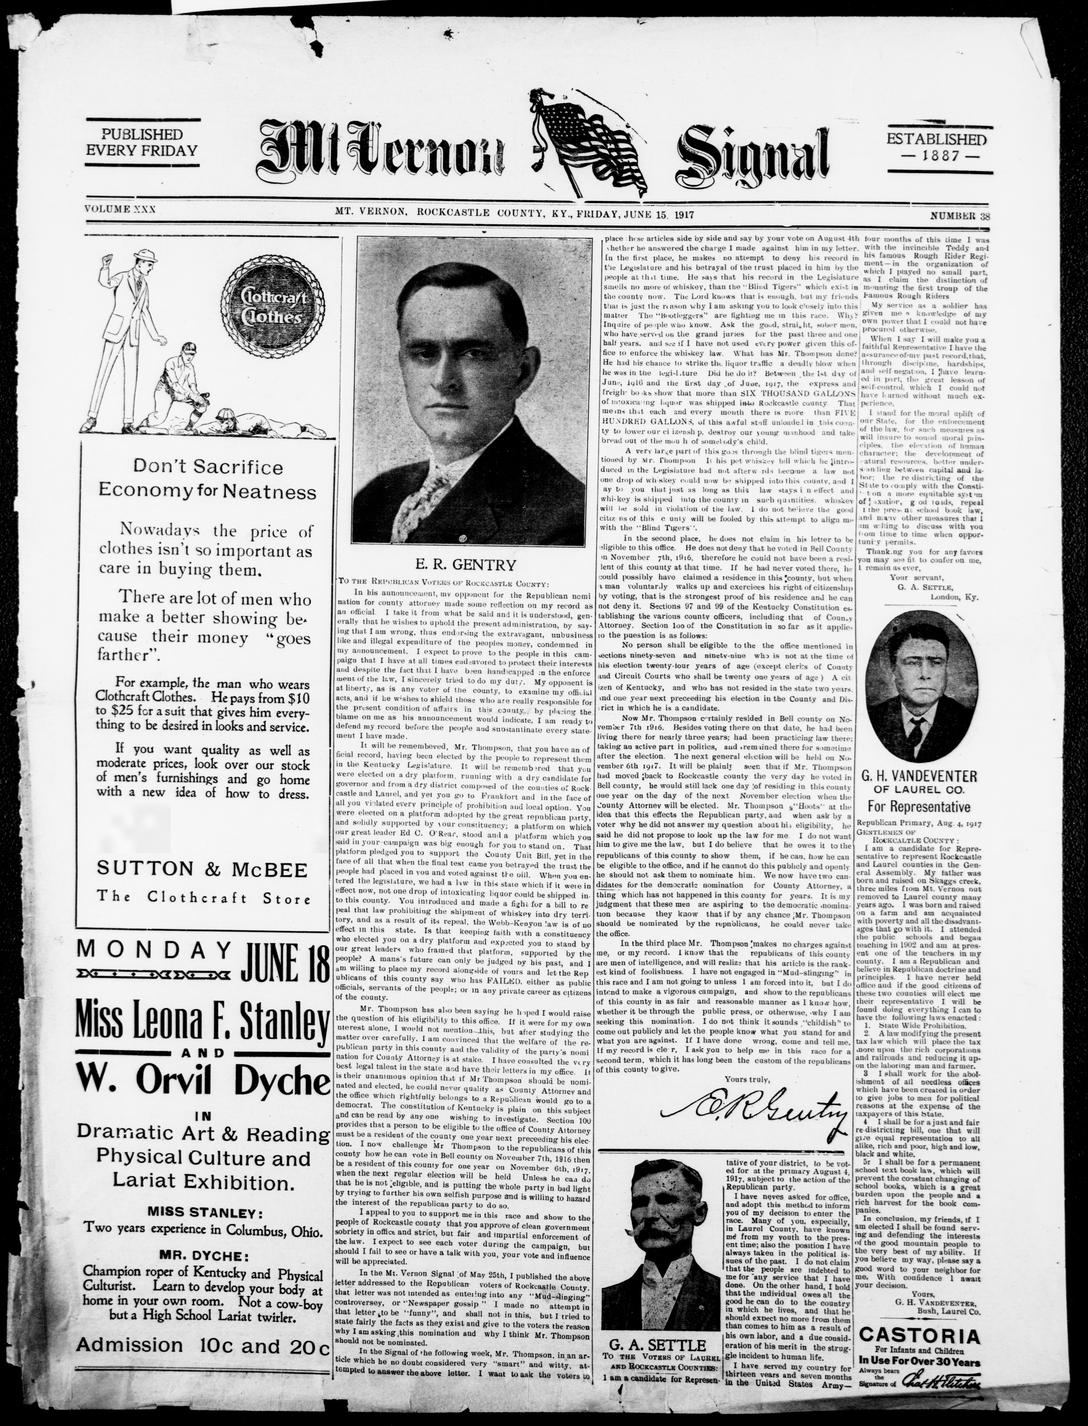 PUBLISHED
EVERY FRIDAY
Mt Vernon Signal
ESTABLISHED
— 1887 —
VOLUME XXX
MT. VERNON, ROCKCASTLE COUNTY, KY., FRIDAY, JUNE 15, 1917
NUMBER 38
Clothcraft
Clothes
Don't Sacrifice
Economy for Neatness
Nowadays the price of
clothes isn't so important as
care in buying them.
There are lot of men who
make a better showing be-
cause their money "goes
farther".
For example, the man who wears
Clothcraft Clothes. He pays from $10
to $25 for a suit that gives him every-
thing to be desired in looks and service.
If you want quality as well as
moderate prices, look over our stock
of men's furnishings and go home
with a new idea of how to dress.
SUTTON & McBEE
The Clothcraft Store
MONDAY JUNE 18
Miss Leona F. Stanley
AND
W. Orvil Dyche
IN
Dramatic Art & Reading
Physical Culture and
Lariat Exhibition.
MISS STANLEY:
Two years experience in Columbus, Ohio.
MR. DYCHE:
Champion roper of Kentucky and Physical
Culturist. Learn to develope your body at
home in your own room. Not a cow-boy
but a High School Lariat twirler.
Admission 10c and 20c
E. R. GENTRY
TO THE REPUBLICAN VOTERS OF ROCKCASTLE COUNTY:
In his announcement, my opponent for the Republican nomi
nation for county attorney made some reflection on my record as
an official. I take it from what he said and it is understood, gen-
erally that he wishes to uphold the present administration, by say-
ing that I am wrong, thus endorsing the extravagant, unbusiness
like and illegal expenditure of the peoples money, condemned in
my announcement. I expect to prove to the people in this cam-
paign that I have at all times endeavored to protect their interests
and despite the fact that I have been handicapped in the enforce
ment of the law, I sincerely tried to do my duty. My opponent is
at liberty, as is any voter of the county, to examine my official
acts, and if he wishes to shield those who are really responsible for
the present condition of affairs in this county, by placing the
blame on me as his announcement would indicate, I am ready to
defend my record before the people and substantiate every state-
ment I have made.
It will be remembered, Mr. Thompson, that you have an of
ficial record, having been elected by the people to represent them
in the Kentucky Legislature. It will be remembered that you
were elected on a dry platform, running with a dry candidate for
governor and from a dry district composed of the counties of Rock
castle and Laurel, and yet you go to Frankfort and in the face of
all you violated every principle of prohibition and local option. You
were elected on a platform adopted by the great republican party,
and solidly supported by your constituency; a platform on which
our great leader Ed C. O'Rear, stood and a platform which you
said in your campaign was big enough for you to stand on. That
platform pledged you to support the County Unit Bill, yet in the
face of all that when the final test came you betrayed the trust the
people had placed in you and voted against the oil. When you en-
tered the legislature, we had a law in this state which if it were in
effect now, not one drop of intoxicating liquor could be shipped in-
to this county. You introduced and made a fight for a bill to re
peal that law prohibiting the shipment of whiskey into dry terri-
tory, and as a result of its repeal, the Webb-Kenyon law is of no
effect in this state. Is that keeping faith with a constituency
who elected you on a dry platform and expected you to stand by
our great leaders who framed that platform, supported by the
people? A mans's future can only be judged by his past, and I
am willing to place my record alongside of yours and let the Rep
ublicans of this county say who has FAILED, either as public
officials, servants of the people; or in any private career as citizens
of the county.
Mr. Thompson has also been saying he hoped I would raise
the question of his eligibility to this office. If it were for my own
interest alone, I would not mention this, but after studying the
matter over carefully, I am convinced that the welfare of the re-
publican party in this county and the validity of the party's nomi
nation for County Attorney is at stake. I have consulted the very
best legal talent in the state and have their letters in my office. It
is their unanimous opinion that if Mr Thompson should be nomi-
nated and elected, he could never qualify as County Attorney and
the office which rightfully belongs to a Republican would go to a
democrat. The constitution of Kentucky is plain on this subject
and can be read by any one wishing to investigate. Section 100
provides that a person to be eligible to the office of County Attorney
must be a resident of the county one year next preceeding his elec-
tion. I now challenge Mr Thompson to the republicans of this
county how he can vote in Bell county on November 7th, 1916 then
be a resident of this county for one year on November 6th, 1917,
when the next regular election will be held Unless he can do
that he is not eligible, and is putting the whole party in bad light
by trying to further his own selfish purpose and is willing to hazard
the interest of the republican party to do so.
I appeal to you to support me in this race and show to the
people of Rockcastle county that you approve of clean government
sobriety in office and strict, but fair and impartial enforcement of
the law. I expect to see each voter during the campaign, but
should I fail to see or have a talk with you, your vote and influence
will be appreciated.
In the Mt. Vernon Signal of May 25th, I published the above
letter addressed to the Republican voters of Rockcastle County.
that letter was not intended as entering into any "Mud-slinging"
controversy, or "Newspaper gossip" I made no attempt in
that letter to be "funny", and shall not in this, but I tried to
state fairly the facts as they exist and give to the voters the reason
why I am asking this nomination and why I think Mr. Thompson
should not be nominated.
In the Signal of the following week, Mr. Thompson, in an ar-
ticle which he no doubt considered very "smart" and witty, at-
tempted to answer the above letter. I want to ask the voters to
place these articles side by side and say by your vote on August 4th
whether he answered the charge I made against him in my letter.
In the first place, he makes no attempt to deny his record in
the Legislature and his betrayal of the trust placed in him by the
people at that time. He says that his record in the Legislature
smells no more of whiskey, than the "Blind Tigers" which exist in
the county now. The Lord knows that is enough, but my friends
that is just the reason why I am asking you to look closely into this
matter The "Bootleggers" are fighting me in this race. Why?
Inquire of people who know. Ask the good, straight, sober men,
who have served on the grand juries for the past three and one
half years, and see if I have not used every power given this of-
fice to enforce the whiskey law. What has Mr. Thompson done?
He had his chance to strike the liquor traffic a deadly blow when
he was in the legislature Did he do it? Between the 1st day of
June, 1916 and the first day of June, 1917, the express and
freight books show that more than SIX THOUSAND GALLONS
of intoxicating liquor was shipped into Rockcastle county. That
means that each and every month there is more than FIVE
HUNDRED GALLONS, of this awful stuff unloaded in this coun-
ty to lower our citizenship, destroy our young manhood and take
bread out of the mouth of somebody's child.
A very large part of this goes through the blind tigers men-
tioned by Mr. Thompson It his pet whiskey bill which he intro-
duced in the Legislature had not afterwards become a law not
one drop of whiskey could now be shipped into this county, and I
say to you that just as long as this law stays in effect and
whiskey is shipped into the county in such quantities, whiskey
will be sold in violation of the law. I do not believe the good
citizens of this county will be fooled by this attempt to align me
with the "Blind Tigers".
In the second place, he does not claim in his letter to be
eligible to this office. He does not deny that he voted in Bell County
on November 7th, 1916, therefore he could not have been a resi-
dent of this county at that time. If he had never voted there, he
could possibly have claimed a residence in this county, but when
a man voluntarily walks up and exercises his right of citizenship
by voting, that is the strongest proof of his residence and he can
not deny it. Sections 97 and 99 of the Kentucky Constitution es-
tablishing the various county officers, including that of County
Attorney. Section 100 of the Constitution in so far as it applies
to the question is as follows:
No person shall be eligible to the the office mentioned in
sections ninety-seven and ninety-nine who is not at the time of
his election twenty-four years of age (except clerks of County
and Circuit Courts who shall be twenty one years of age) A cit
izen of Kentucky, and who has not resided in the state two years,
and one year next preceding his election in the County and Dis-
trict in which he is a candidate.
Now Mr. Thompson certainly resided in Bell county on No-
vember 7th 1916. Besides voting there on that date, he had been
living there for nearly three years; had been practicing law there;
taking an active part in politics, and remained there for sometime
after the election. The next general election will be held on No-
vember 6th 1917. It will be plainly seen that if Mr. Thompson
had moved back to Rockcastle county the very day he voted in
Bell county, he would still lack one day of residing in this county
one year on the day of the next November election when the
County Attorney will be elected. Mr. Thompson "Hoots" at the
idea that this effects the Republican party, and when ask by a
voter why he did not answer my question about his eligibility, he
said he did not propose to look up the law for me. I do not want
him to give me the law, but I do believe that he owes it to the
republicans of this county to show them, if he can, how he can
be eligible to the office, and if he cannot do this publicly and openly
he should not ask them to nominate him. We now have two can-
didates for the democratic nomination for County Attorney, a
thing which has not happened in this county for years. It is my
judgment that these men are aspiring to the democratic nomina-
tion because they know that if by any chance Mr. Thompson
should be nominated by the republicans, he could never take
the office.
In the third place Mr. Thompson makes no charges against
me, or my record. I know that the republicans of this county
are men of intelligence, and will realize that his article is the rank-
est kind of foolishness. I have not engaged in "Mud-slinging" in
this race and I am not going to unless I am forced into it, but I do
intend to make a vigorous campaign, and show to the republicans
of this county in as fair and reasonable manner as I know how,
whether it be through the public press, or otherwise, why I am
seeking this nomination. I do not think it sounds "childish" to
come out publicly and let the people know what you stand for and
what you are against. If I have done wrong, come and tell me.
If my record is clear, I ask you to help me in this race for a
second term, which it has long been the custom of the republicans
of this county to give.
Yours truly,
E R Gentry
G. A. SETTLE
TO THE VOTERS OF LAUREL
AND ROCKCASTLE COUNTIES:
I am a candidate for Represen-
tative of your district, to be vot-
ed for at the primary August 4,
1917, subject to the action of the
Republican party.
I have neves asked for office,
and adopt this method to inform
you of my decision to enter the
race. Many of you, especially,
in Laurel County, have known
me from my youth to the pres-
ent time; also the position I have
always taken in the political is-
sues of the past. I do not claim
that the people are indebted to
me for any service that I have
done. On the other hand, I hold
that the individual owes all the
good he can do to the country
in which he lives, and that he
should expect no more from them
than comes to him as a result of
his own labor, and a due consid-
eration of his merit in the strug-
gle incident to human life.
I have served my country for
thirteen years and seven months
in the United States Army—
four months of this time I was
with the invincible Teddy and
his famous Rough Rider Regi-
ment—in the organization of
which I played no small part,
as I claim the distinction of
mounting the first troup of the
Famous Rough Riders
My service as a soldier has
given me a knowledge of my
own power that I could not have
procured otherwise.
When I say I will make you a
faithful Representative I have the
assurance of my past record, that,
through discipline, hardships,
and self-negation, I have learn-
ed in part, the great lesson of
self-control, which I could not
have learned without much ex-
perience.
I stand for the moral uplift of
our State, for the enforcement
of the law, for such measures as
will insure to sound moral prin-
ciples, the elevation of human
character; the development of
natural resources, better under-
standing between capital and la-
bor; the redistricting of the
State to comply with the Consti-
on a more equitable system
of taxation, good roads, repeal
the present school book law,
and many other measures that I
am willing to discuss with you
from time to time when oppor-
tunity permits.
Thanking you for any favors
you may see fit to confer on me,
I remain as ever,
Your servant,
G. A. SETTLE,
London, Ky.
G. H. VANDEVENTER
OF LAUREL CO.
For Representative
Republican Primary, Aug. 4, 1917
GENTLEMEN OF
ROCKCALTLE COUNTY:
I am a candidate for Repre-
sentative to represent Rockcastle
and Laurel counties in the Gen-
eral Assembly. My father was
born and raised on Skaggs creek,
three miles from Mt. Vernon out
removed to Laurel county many
years ago. I was born and raised
on a farm and am acquainted
with poverty and all the disadvant-
ages that go with it. I attended
the public schools and began
teaching in 1902 and am at pres-
ent one of the teachers in my
county. I am a Republican and
believe in Republican doctrine and
principles. I have never held
office and if the good citizens of
these two counties will elect me
their representative I will be
found doing everything I can to
have the following laws enacted:
1. State Wide Prohibition.
2. A law modifying the present
tax law which will place the tax
more upon the rich corporations
and railroads and reducing it up-
on the laboring man and farmer.
3 I shall work for the abol-
ishment of all needless offices
which have been created in order
to give jobs to men for political
reasons at the expense of the
taxpayers of this State.
4 I shall be for a just and fair
re-districting bill, one that will
give equal representation to all
alike, rich and poor, high and low,
black and white.
5: I shall be for a permanent
school text book law, which will
prevent the constant changing of
school books, which is a great
burden upon the people and a
rich harvest for the book com-
panies.
In conclusion, my friends, if I
am elected I shall be found serv-
ing and defending the interests
of the good mountain people to
the very best of my ability. If
you believe my way, please say a
good word to your neighbor for
me. With confidence I await
your decision.
Yours,
G. H. VANDEVENTER,
Bush, Laurel Co.
CASTORIA
For Infants and Children
In Use For Over 30 Years
Always bears
the
Signature of Chas H. Fletcher